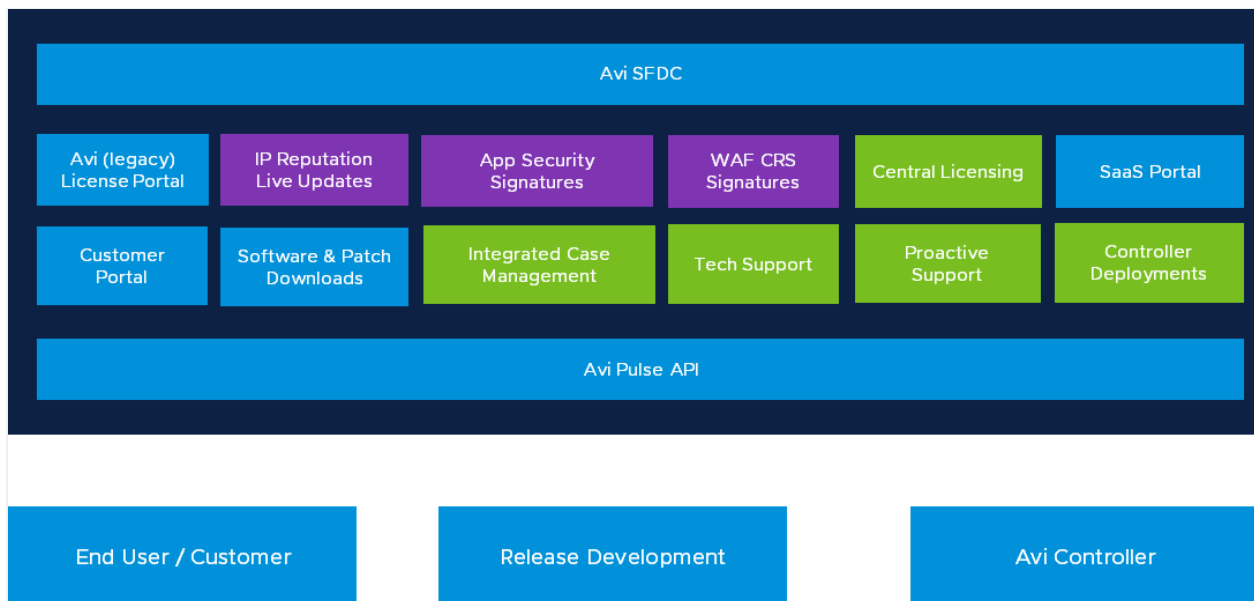 Avi SFDC
Avi (legacy)
License Portal
IP Reputation
Live Updates
App Security
Signatures
WAF CRS
Signatures
Central Licensing
SaaS Portal
Customer
Portal
Software & Patch
Downloads
Integrated Case
Management
Tech Support
Proactive
Support
Controller
Deployments
Avi Pulse API
End User / Customer
Release Development
Avi Controller